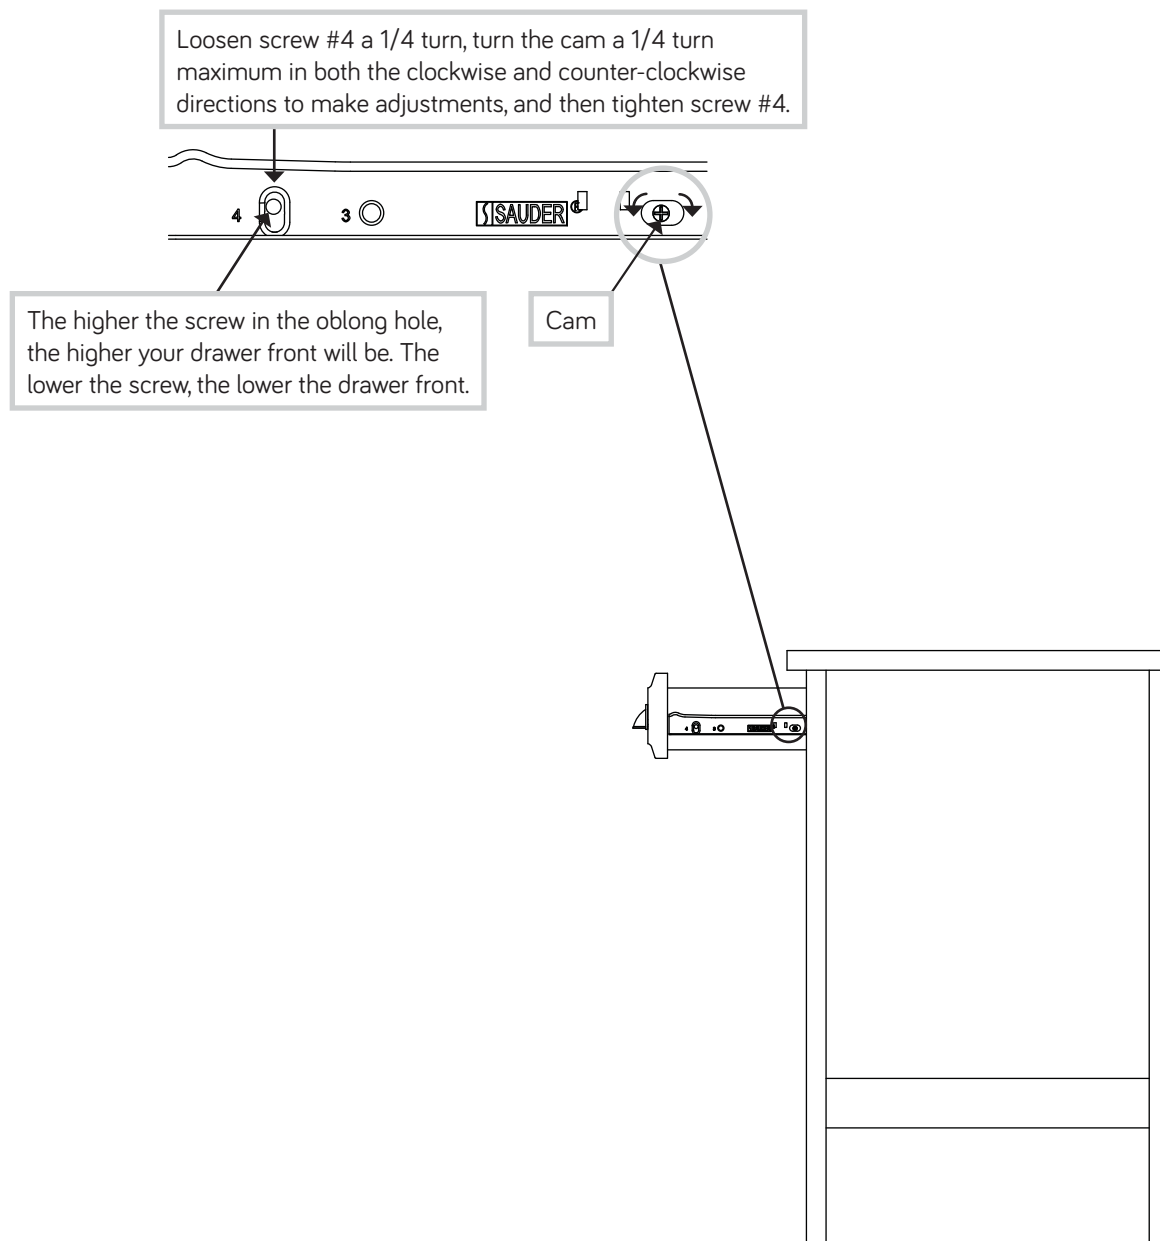 Loosen screw #4 a 1/4 turn, turn the cam a 1/4 turn
maximum in both the clockwise and counter-clockwise
directions to make adjustments, and then tighten screw #4.
4
3
SAUDER
The higher the screw in the oblong hole,
the higher your drawer front will be. The
lower the screw, the lower the drawer front.
Cam